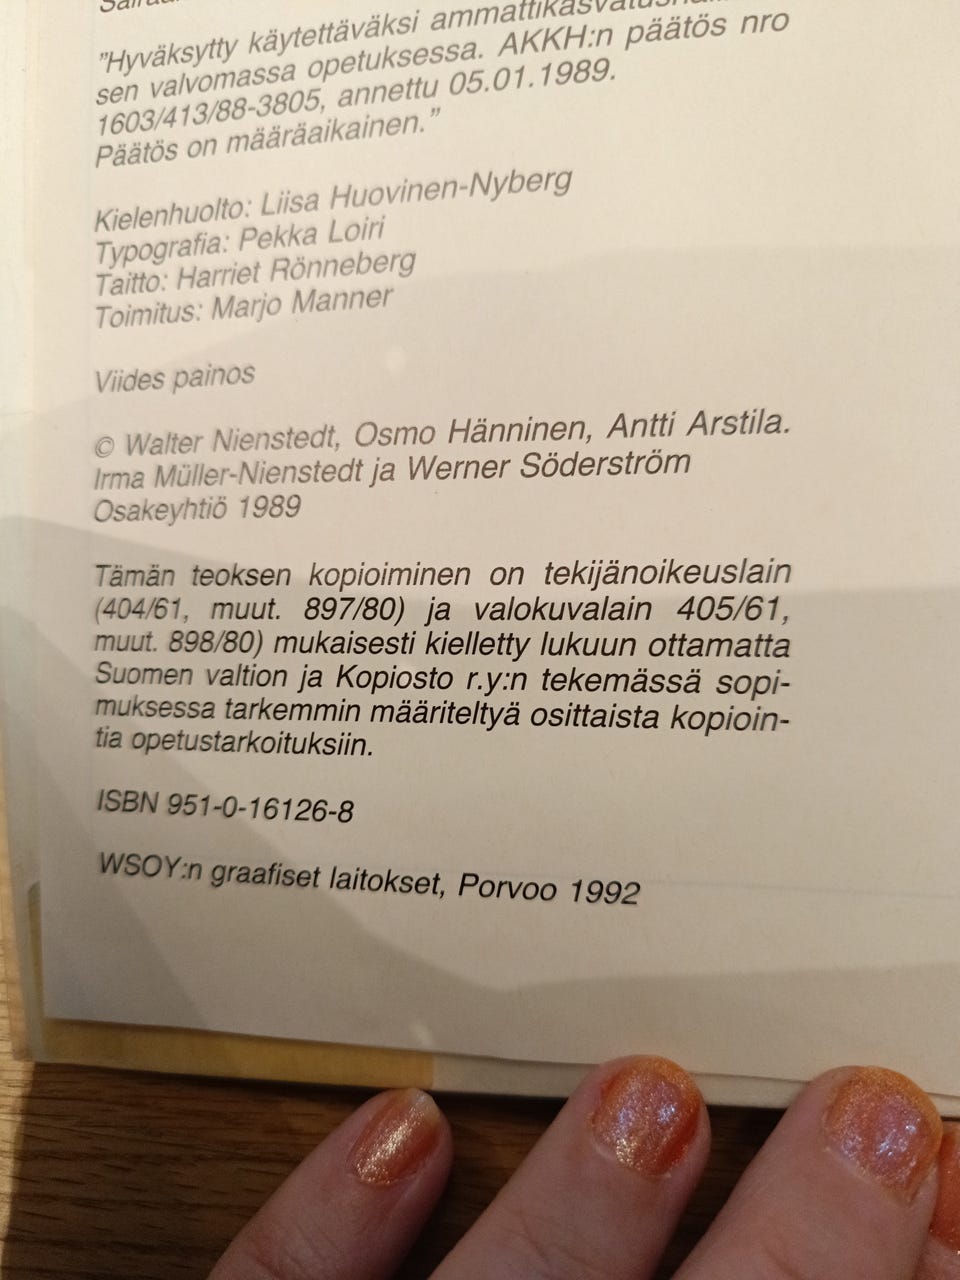 "Hyväksytty käytettäväksi
sen valvomassa opetuksessa. AKKH:n päätös nro
1603/413/88-3805, annettu 05.01.1989.
Päätös on määräaikainen."
Kielenhuolto: Liisa Huovinen-Nyberg
Typografia: Pekka Loiri
Taitto: Harriet Rönneberg
Toimitus: Marjo Manner
Viides painos
© Walter Nienstedt, Osmo Hänninen, Antti Arstila.
Irma Müller-Nienstedt ja Werner Söderström
Osakeyhtiö 1989
Tämän teoksen kopioiminen on tekijänoikeuslain
(404/61, muut. 897/80) ja valokuvalain 405/61,
muut. 898/80) mukaisesti kielletty lukuun ottamatta
Suomen valtion ja Kopiosto r.y:n tekemässä sopi-
muksessa tarkemmin määriteltyä osittaista kopioin-
tia opetustarkoituksiin.
ISBN 951-0-16126-8
WSOY:n graafiset laitokset, Porvoo 1992